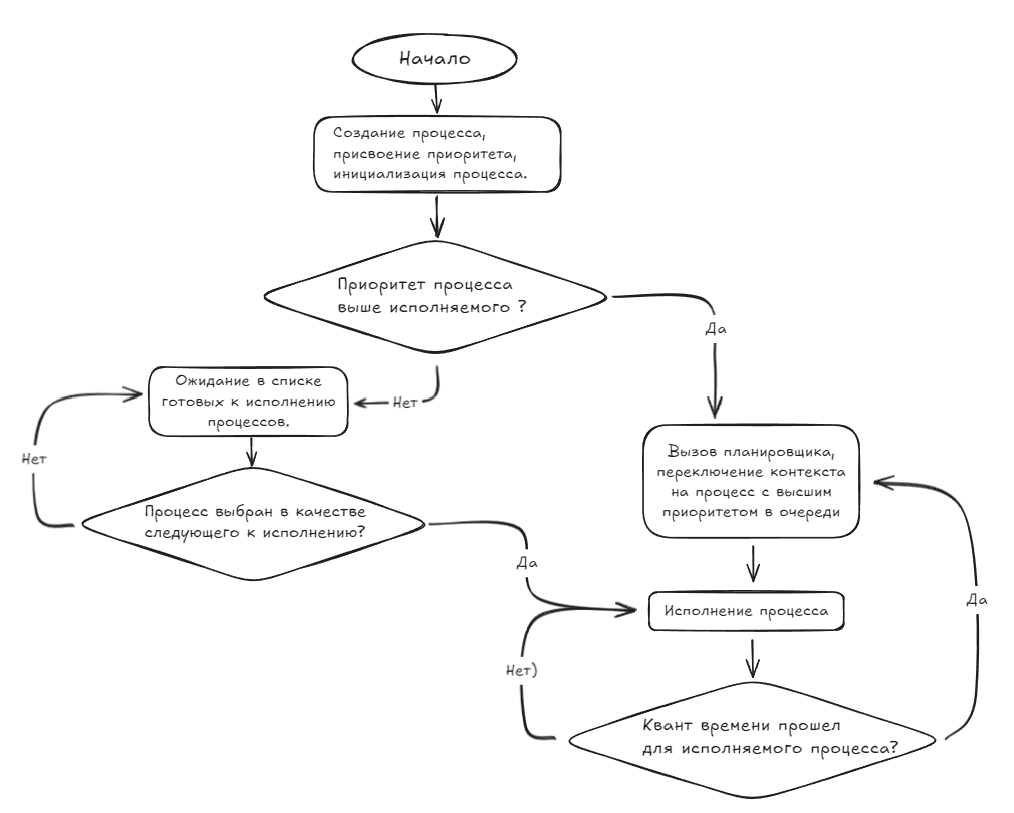 Начало
Создание процесса,
присвоение приоритета,
инициализация процесса.
Приоритет процесса
выше исполняемого ?
Да
Нет
Ожидание в списке
готовых к исполнению
процессов.
Нет
Процесс выбран в качестве
следующего к исполнению?
Да
Вызов планировщика,
переключение контекста
на процесс с высшим
приоритетом в очереди
Исполнение процесса
Да
Нет)
Квант времени прошел
для исполняемого процесса?